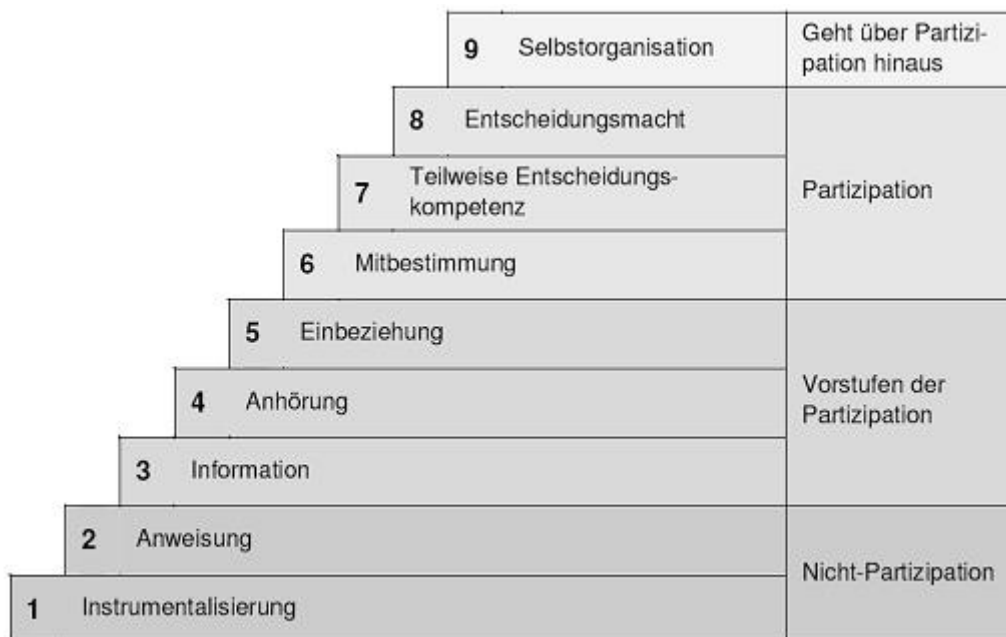 9 Selbstorganisation
Geht über Partizi-
pation hinaus
8 Entscheidungsmacht
7 Teilweise Entscheidungs-
kompetenz
Partizipation
6 Mitbestimmung
5 Einbeziehung
4 Anhörung
Vorstufen der
Partizipation
3 Information
2 Anweisung
Nicht-Partizipation
1 Instrumentalisierung